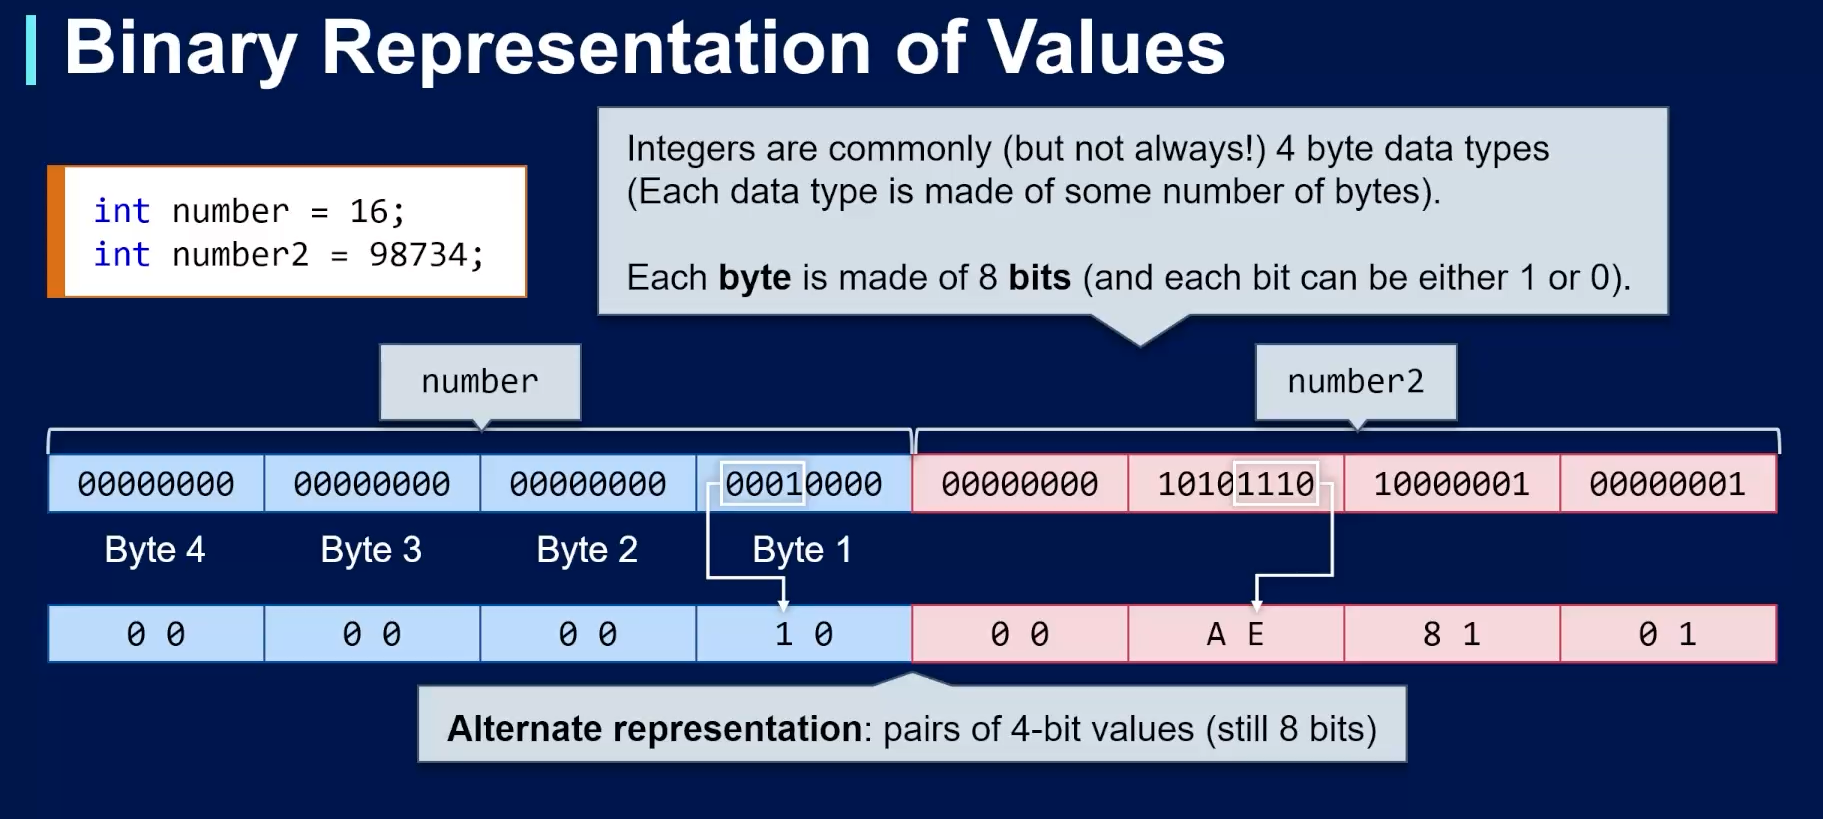 Binary Representation of Values
Integers are commonly (but not always!) 4 byte data types
(Each data type is made of some number of bytes).
Each byte is made of 8 bits (and each bit can be either 1 or 0).
int number = 16;
int number2 = 98734;
number
number2
00000000 00000000 00000000 00010000 00000000 10101110 10000001 00000001
Byte 4 Byte 3 Byte 2 Byte 1
0 0 0 0 0 0 1 0 0 0 A E 8 1 0 1
Alternate representation: pairs of 4-bit values (still 8 bits)